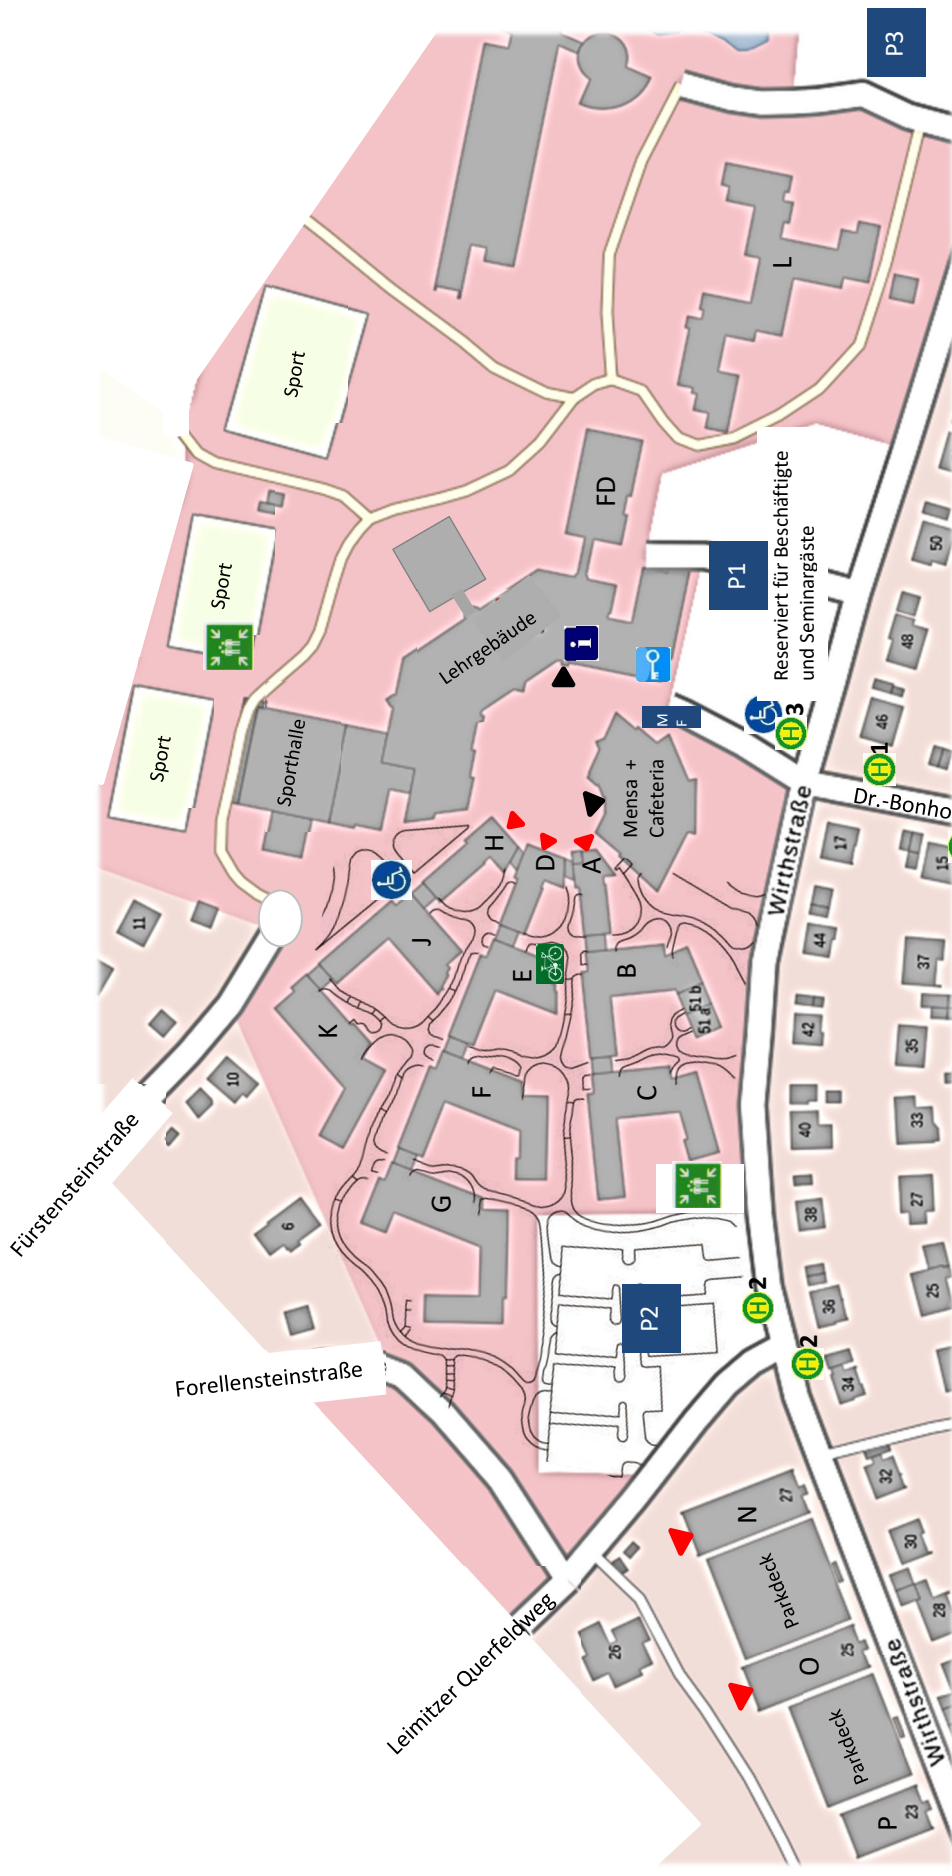 P3
L
Sport
Sport
Sport
FD
P1
Reserviert für Beschäftigte
und Seminargäste
Lehrgebäude
i
Sporthalle
M
F
Mensa +
Cafeteria
H
3
H
1
Dr.-Bonho
Wirthstraße
H
D
A
J
E
B
K
F
C
G
51 b
51 a
50
48
46
17
15
44
37
42
35
40
33
38
27
36
25
34
32
30
28
11
10
6
26
Fürstensteinstraße
Forellensteinstraße
Leimitzer Querfeldweg
P2
H
2
H
2
N
27
Parkdeck
O
25
Parkdeck
P
23
Wirthstraße